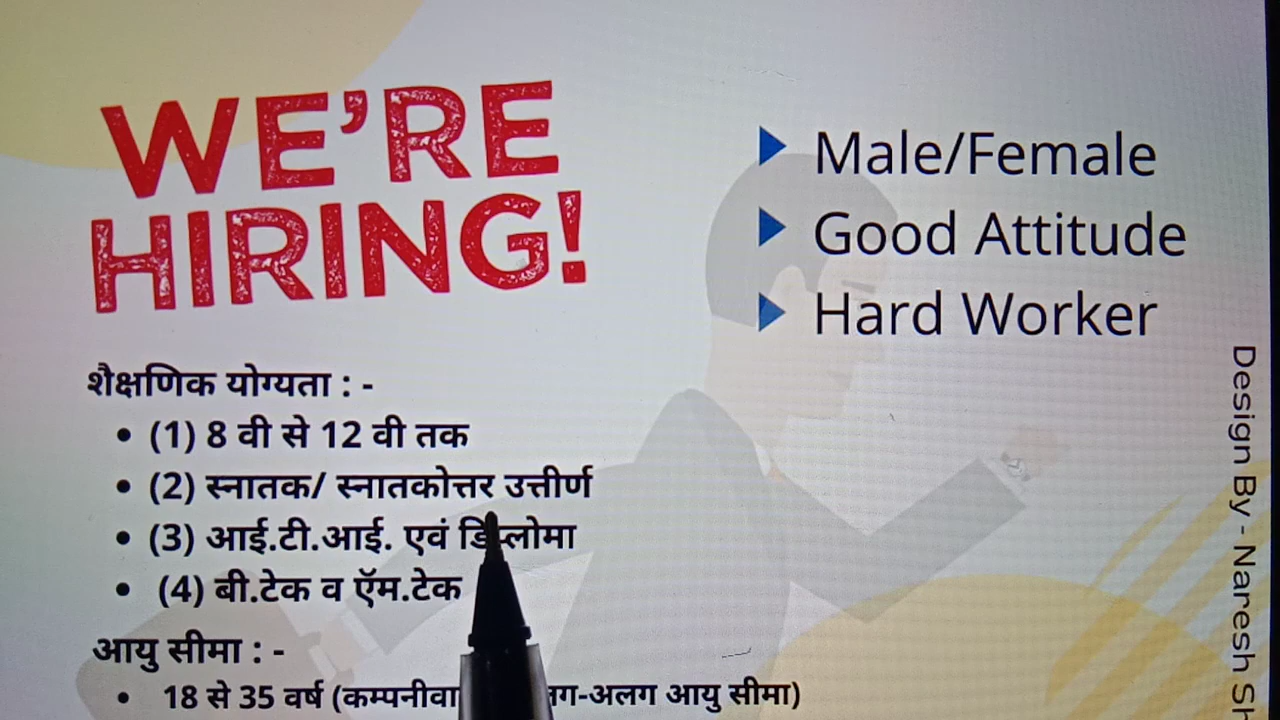 WE'RE
HIRING!
Male/Female
Good Attitude
Hard Worker
शैक्षणिक योग्यता : -
• (1) 8 वी से 12 वी तक
• (2) स्नातक/ स्नातकोत्तर उत्तीर्ण
• (3) आई.टी.आई. एवं डिप्लोमा
• (4) बी.टेक व ऍम.टेक
आयु सीमा : -
• 18 से 35 वर्ष आयु सीमा)
Design By - Naresh